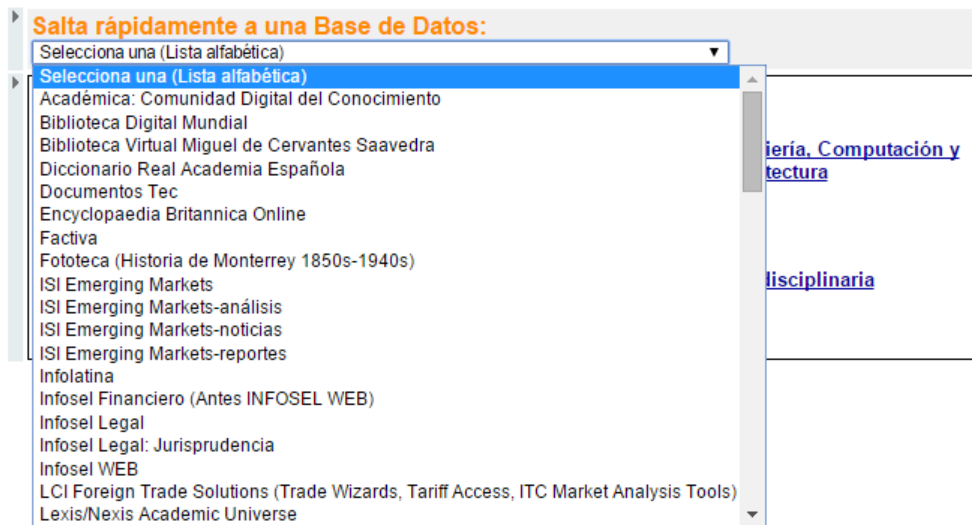 Salta rápidamente a una Base de Datos:
Selecciona una (Lista alfabética)
Selecciona una (Lista alfabética)
Académica: Comunidad Digital del Conocimiento
Biblioteca Digital Mundial
Biblioteca Virtual Miguel de Cervantes Saavedra
Diccionario Real Academia Española
Documentos Tec
Encyclopaedia Britannica Online
Factiva
Fototeca (Historia de Monterrey 1850s-1940s)
ISI Emerging Markets
ISI Emerging Markets-análisis
ISI Emerging Markets-noticias
ISI Emerging Markets-reportes
Infolatina
Infosel Financiero (Antes INFOSEL WEB)
Infosel Legal
Infosel Legal: Jurisprudencia
Infosel WEB
LCI Foreign Trade Solutions (Trade Wizards, Tariff Access, ITC Market Analysis Tools)
Lexis/Nexis Academic Universe
iería, Computación y
tectura
disciplinaria